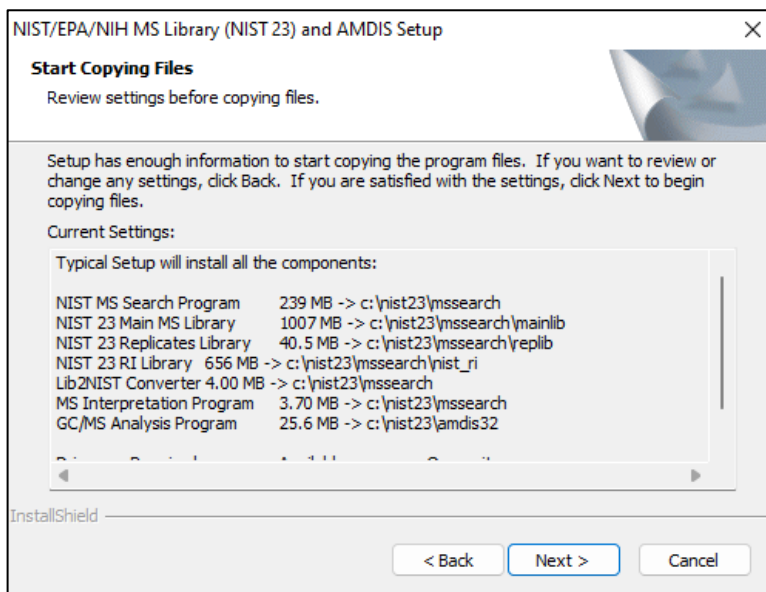 NIST/EPA/NIH MS Library (NIST 23) and AMDIS Setup
Start Copying Files
Review settings before copying files.
Setup has enough information to start copying the program files. If you want to review or
change any settings, click Back. If you are satisfied with the settings, click Next to begin
copying files.
Current Settings:
Typical Setup will install all the components:
NIST MS Search Program 239 MB -> c:\nist23\mssearch
NIST 23 Main MS Library 1007 MB -> c:\nist23\mssearch\mainlib
NIST 23 Replicates Library 40.5 MB -> c:\nist23\mssearch\replib
NIST 23 RI Library 656 MB -> c:\nist23\mssearch\nist_ri
Lib2NIST Converter 4.00 MB -> c:\nist23\mssearch
MS Interpretation Program 3.70 MB -> c:\nist23\mssearch
GC/MS Analysis Program 25.6 MB -> c:\nist23\amdis32
InstallShield
< Back Next > Cancel